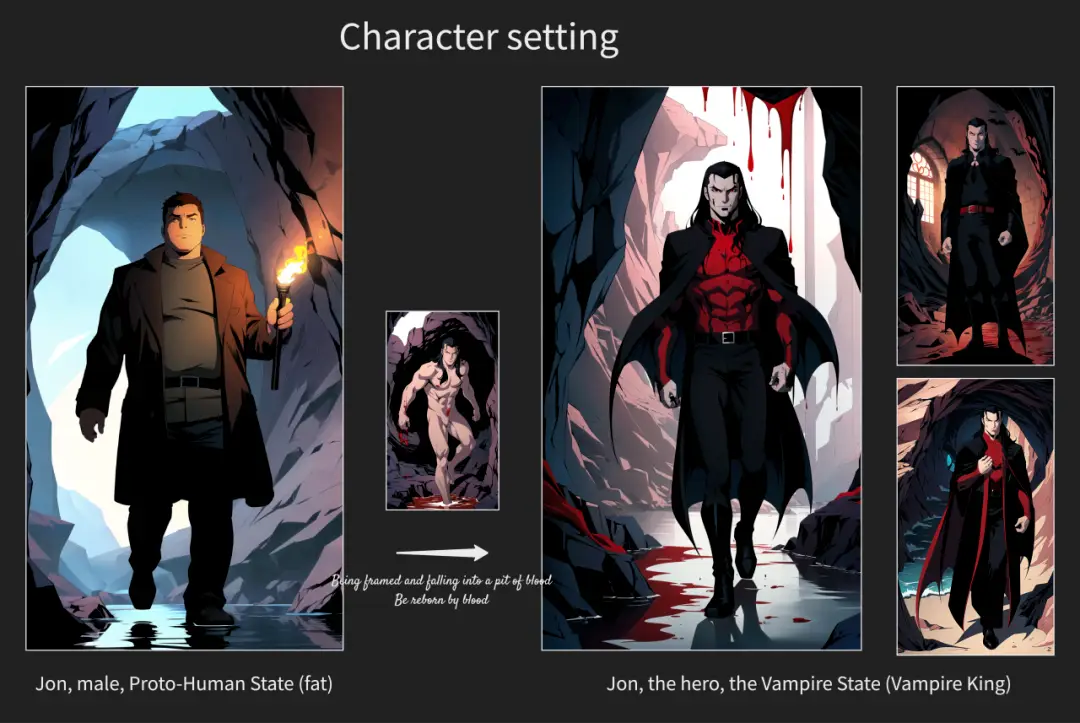 Character setting
Being framed and falling into a pit of blood
Be reborn by blood
Jon, male, Proto-Human State (fat)
Jon, the hero, the Vampire State (Vampire King)